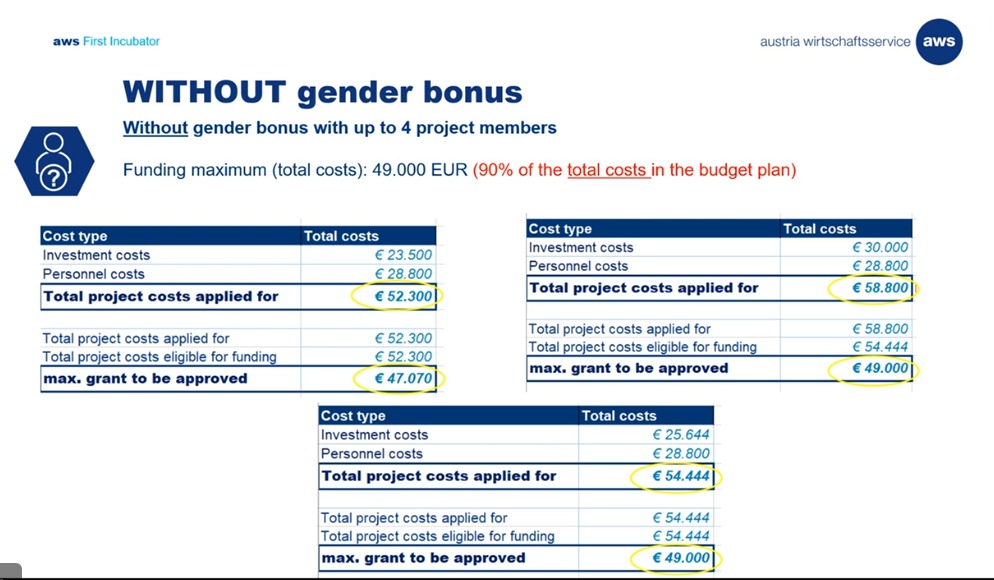 aws First Incubator
austria wirtschaftsservice aws
WITHOUT gender bonus
Without gender bonus with up to 4 project members
?
Funding maximum (total costs): 49.000 EUR (90% of the total costs in the budget plan)
Cost type Total costs
Investment costs € 23.500
Personnel costs € 28.800
Total project costs applied for € 52.300
Total project costs applied for € 52.300
Total project costs eligible for funding € 52.300
max. grant to be approved € 47.070
Cost type Total costs
Investment costs € 30.000
Personnel costs € 28.800
Total project costs applied for € 58.800
Total project costs applied for € 58.800
Total project costs eligible for funding € 54.444
max. grant to be approved € 49.000
Cost type Total costs
Investment costs € 25.644
Personnel costs € 28.800
Total project costs applied for € 54.444
Total project costs applied for € 54.444
Total project costs eligible for funding € 54.444
max. grant to be approved € 49.000